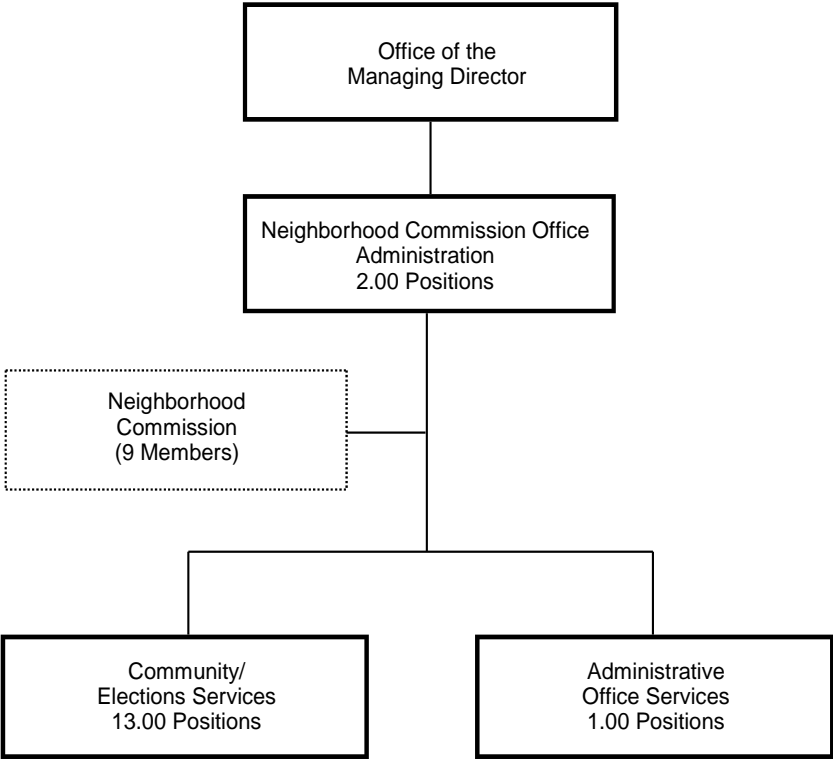 Office of the
Managing Director
Neighborhood Commission Office
Administration
2.00 Positions
Neighborhood
Commission
(9 Members)
Community/
Elections Services
13.00 Positions
Administrative
Office Services
1.00 Positions